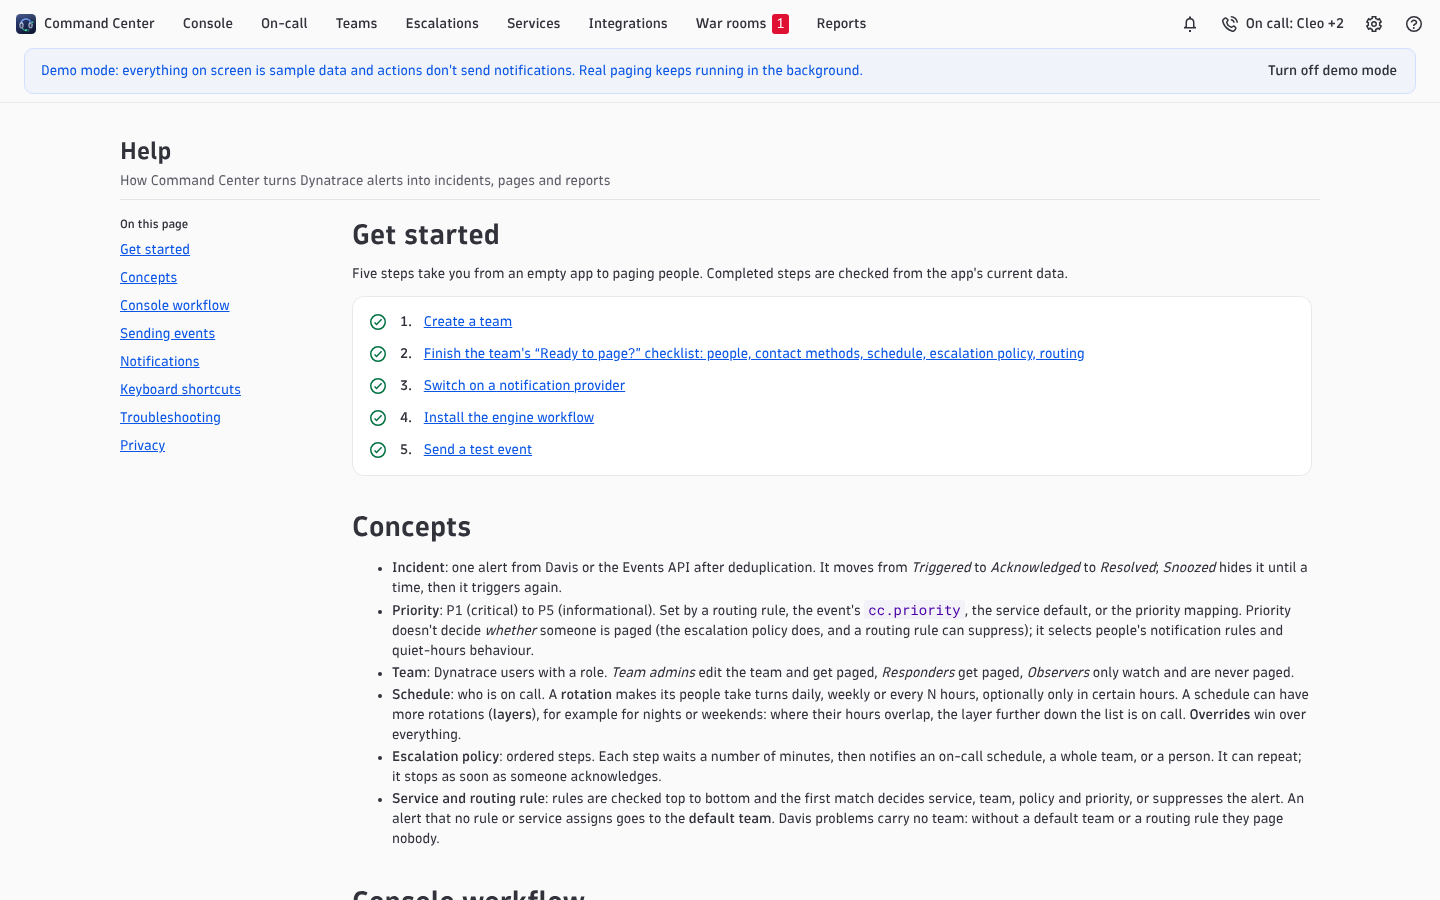 Command Center
Console
On-call
Teams
Escalations
Services
Integrations
War rooms 1
Reports
On call: Cleo +2
Demo mode: everything on screen is sample data and actions don't send notifications. Real paging keeps running in the background.
Turn off demo mode
Help
How Command Center turns Dynatrace alerts into incidents, pages and reports
On this page
Get started
Concepts
Console workflow
Sending events
Notifications
Keyboard shortcuts
Troubleshooting
Privacy
Get started
Five steps take you from an empty app to paging people. Completed steps are checked from the app's current data.
1. Create a team
2. Finish the team's “Ready to page?” checklist: people, contact methods, schedule, escalation policy, routing
3. Switch on a notification provider
4. Install the engine workflow
5. Send a test event
Concepts
• Incident: one alert from Davis or the Events API after deduplication. It moves from Triggered to Acknowledged to Resolved; Snoozed hides it until a
time, then it triggers again.
• Priority: P1 (critical) to P5 (informational). Set by a routing rule, the event's cc.priority, the service default, or the priority mapping. Priority
doesn't decide whether someone is paged (the escalation policy does, and a routing rule can suppress); it selects people's notification rules and
quiet-hours behaviour.
• Team: Dynatrace users with a role. Team admins edit the team and get paged, Responders get paged, Observers only watch and are never paged.
• Schedule: who is on call. A rotation makes its people take turns daily, weekly or every N hours, optionally only in certain hours. A schedule can have
more rotations (layers), for example for nights or weekends: where their hours overlap, the layer further down the list is on call. Overrides win over
everything.
• Escalation policy: ordered steps. Each step waits a number of minutes, then notifies an on-call schedule, a whole team, or a person. It can repeat;
it stops as soon as someone acknowledges.
• Service and routing rule: rules are checked top to bottom and the first match decides service, team, policy and priority, or suppresses the alert. An
alert that no rule or service assigns goes to the default team. Davis problems carry no team: without a default team or a routing rule they page
nobody.
Console workflow